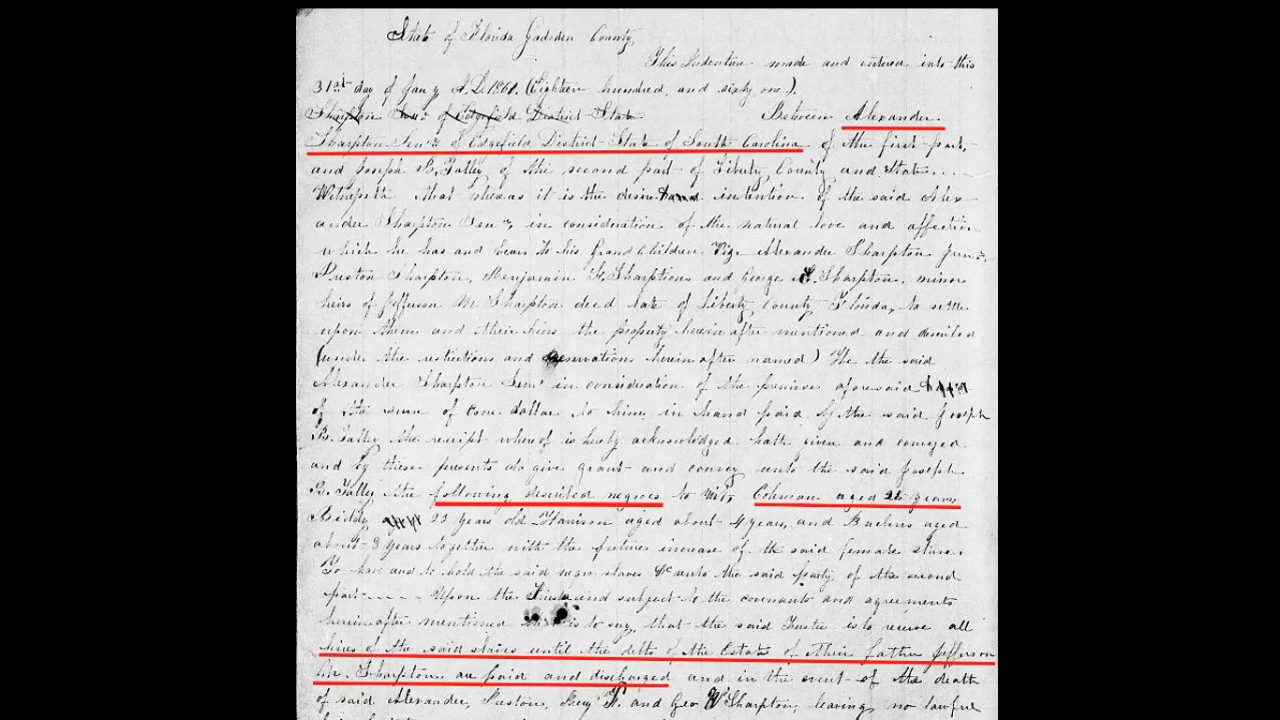 State of Florida Gadsden County,
This Indenture made and entered into this
31st day of Jany A.D. 1861. (Eighteen hundred, and sixty one).
Sharpton Senr of Edgefield District State Between Alexander
Sharpton Senr of Edgefield District State of South Carolina of the first part,
and Joseph B. Talley of the second part of Liberty County and State....
Witnesseth That whereas it is the desire and intention of the said Alex
ander Sharpton Senr, in consideration of the natural love and affection
which he has and bears to his Grand Children Viz. Alexander Sharpton Junr,
Preston Sharpton, Benjamin Sharptions and George Sharpton, minor
heirs of Jefferson M Sharpton decd late of Liberty County Florida, to settle
upon them and their heirs the property herein after mentioned and described
(under the restrictions and reservations herein after named) He the said
Alexander Sharpton Senr in consideration of the premises aforesaid &
of the sum of one dollar to him in hand paid by the said Joseph
B. Talley the receipt whereof is hereby acknowledged hath given and conveyed
and by these presents do give grant and convey unto the said Joseph
B. Talley the following described negroes to wit, Coleman aged years,
23 years old Harrison aged about 4 years, and aged
about 3 years together with the future increase of the said female slave.
To have and to hold the said negro slaves &c unto the said party of the second
part.... Upon the and subject to the covenants and agreements
hereinafter mentioned that is to say, that the said Trustee is to receive all
hires of the said slaves until the debts of the Estate of their father Jefferson
M. Sharpton are paid and discharged and in the event of the death
of said Alexander, Preston, Benj and Geo W Sharpton, leaving no lawful